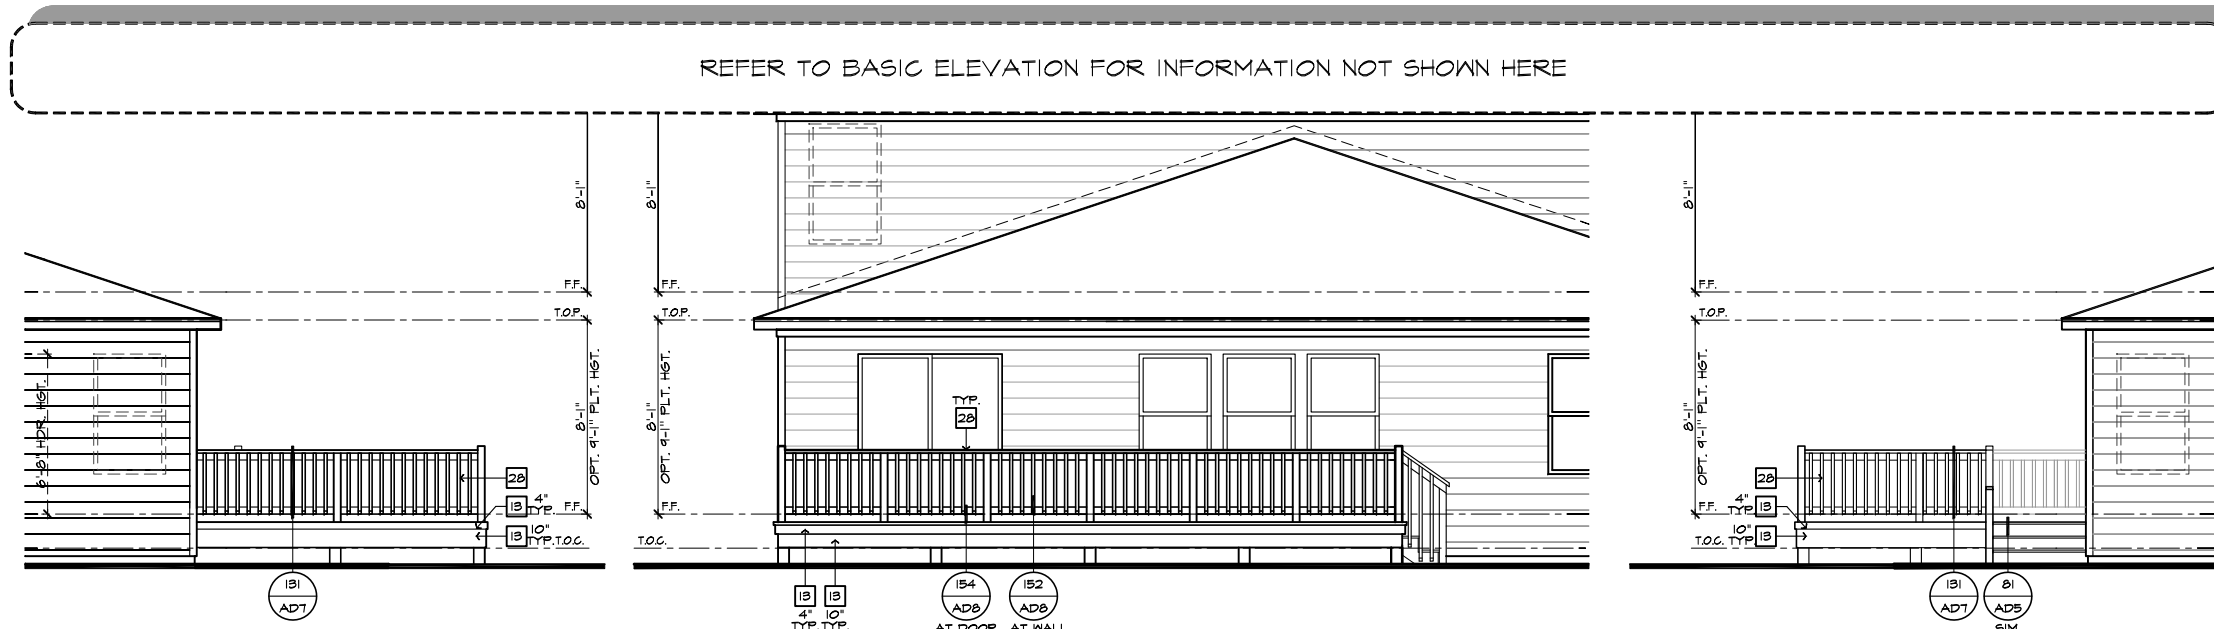 REFER TO BASIC ELEVATION FOR INFORMATION NOT SHOWN HERE
8'-1"
F.F.
T.O.P.
6'-8" HDR. HGT.
8'-1"
OPT. 9'-1" PLT. HGT.
28
13 4" TYP.
F.F.
13 10" TYP.
T.O.C.
131
AD7
8'-1"
F.F.
T.O.P.
8'-1"
OPT. 9'-1" PLT. HGT.
TYP.
28
F.F.
T.O.C.
13
4"
TYP.
13
10"
TYP.
154
AD8
AT DOOR
152
AD8
AT WALL
8'-1"
F.F.
T.O.P.
8'-1"
OPT. 9'-1" PLT. HGT.
28
4" TYP. 13
F.F.
10" TYP. 13
T.O.C.
131
AD7
81
AD5
SIM.